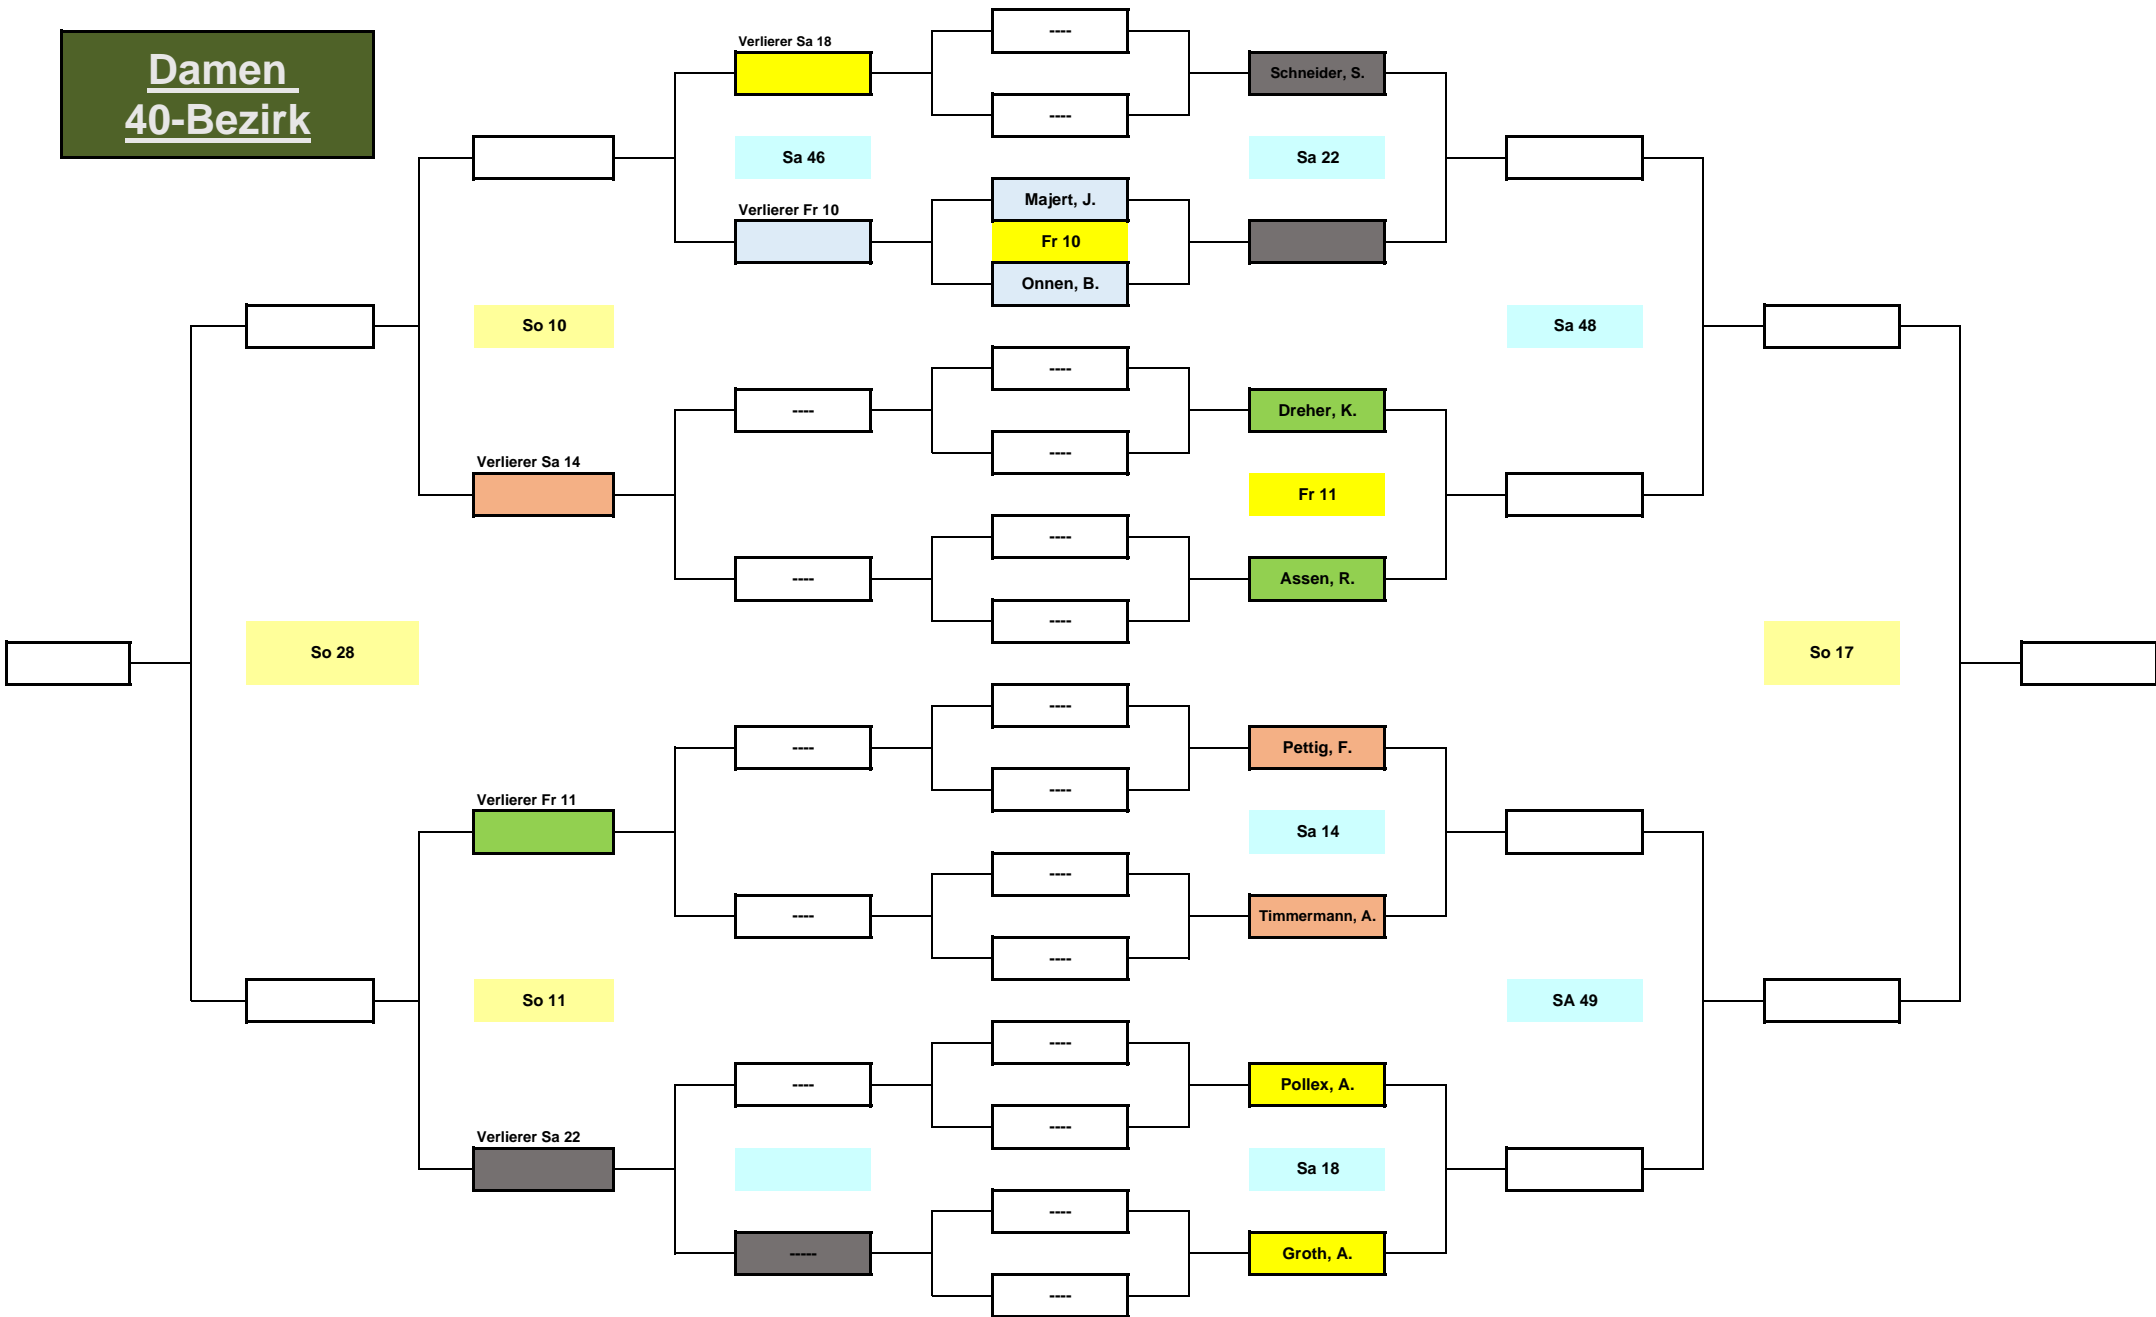 Damen
40-Bezirk
Verlierer Sa 18
----
Schneider, S.
----
Sa 46
Sa 22
Majert, J.
Verlierer Fr 10
Fr 10
Onnen, B.
So 10
Sa 48
----
----
Dreher, K.
----
Verlierer Sa 14
Fr 11
----
----
Assen, R.
----
So 28
So 17
----
----
Pettig, F.
----
Verlierer Fr 11
Sa 14
----
----
Timmermann, A.
----
So 11
SA 49
----
----
Pollex, A.
----
Verlierer Sa 22
Sa 18
----
-----
Groth, A.
----